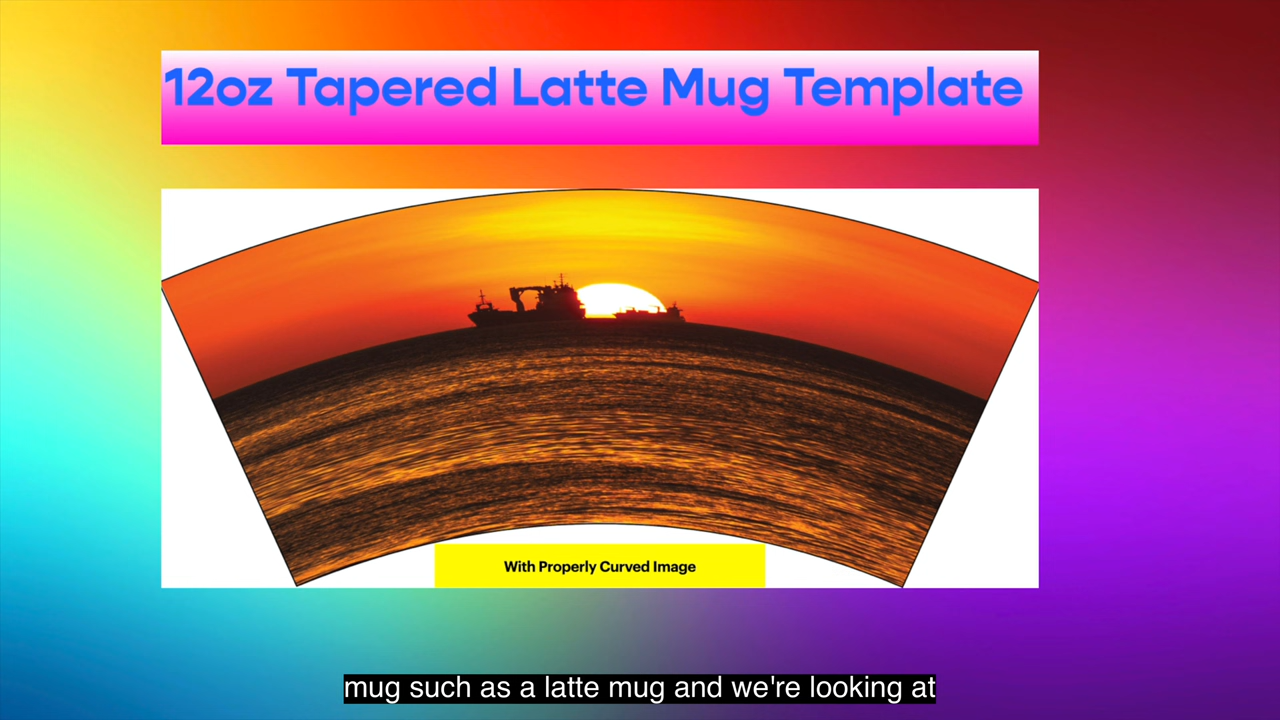 12oz Tapered Latte Mug Template
With Properly Curved Image
mug such as a latte mug and we're looking at